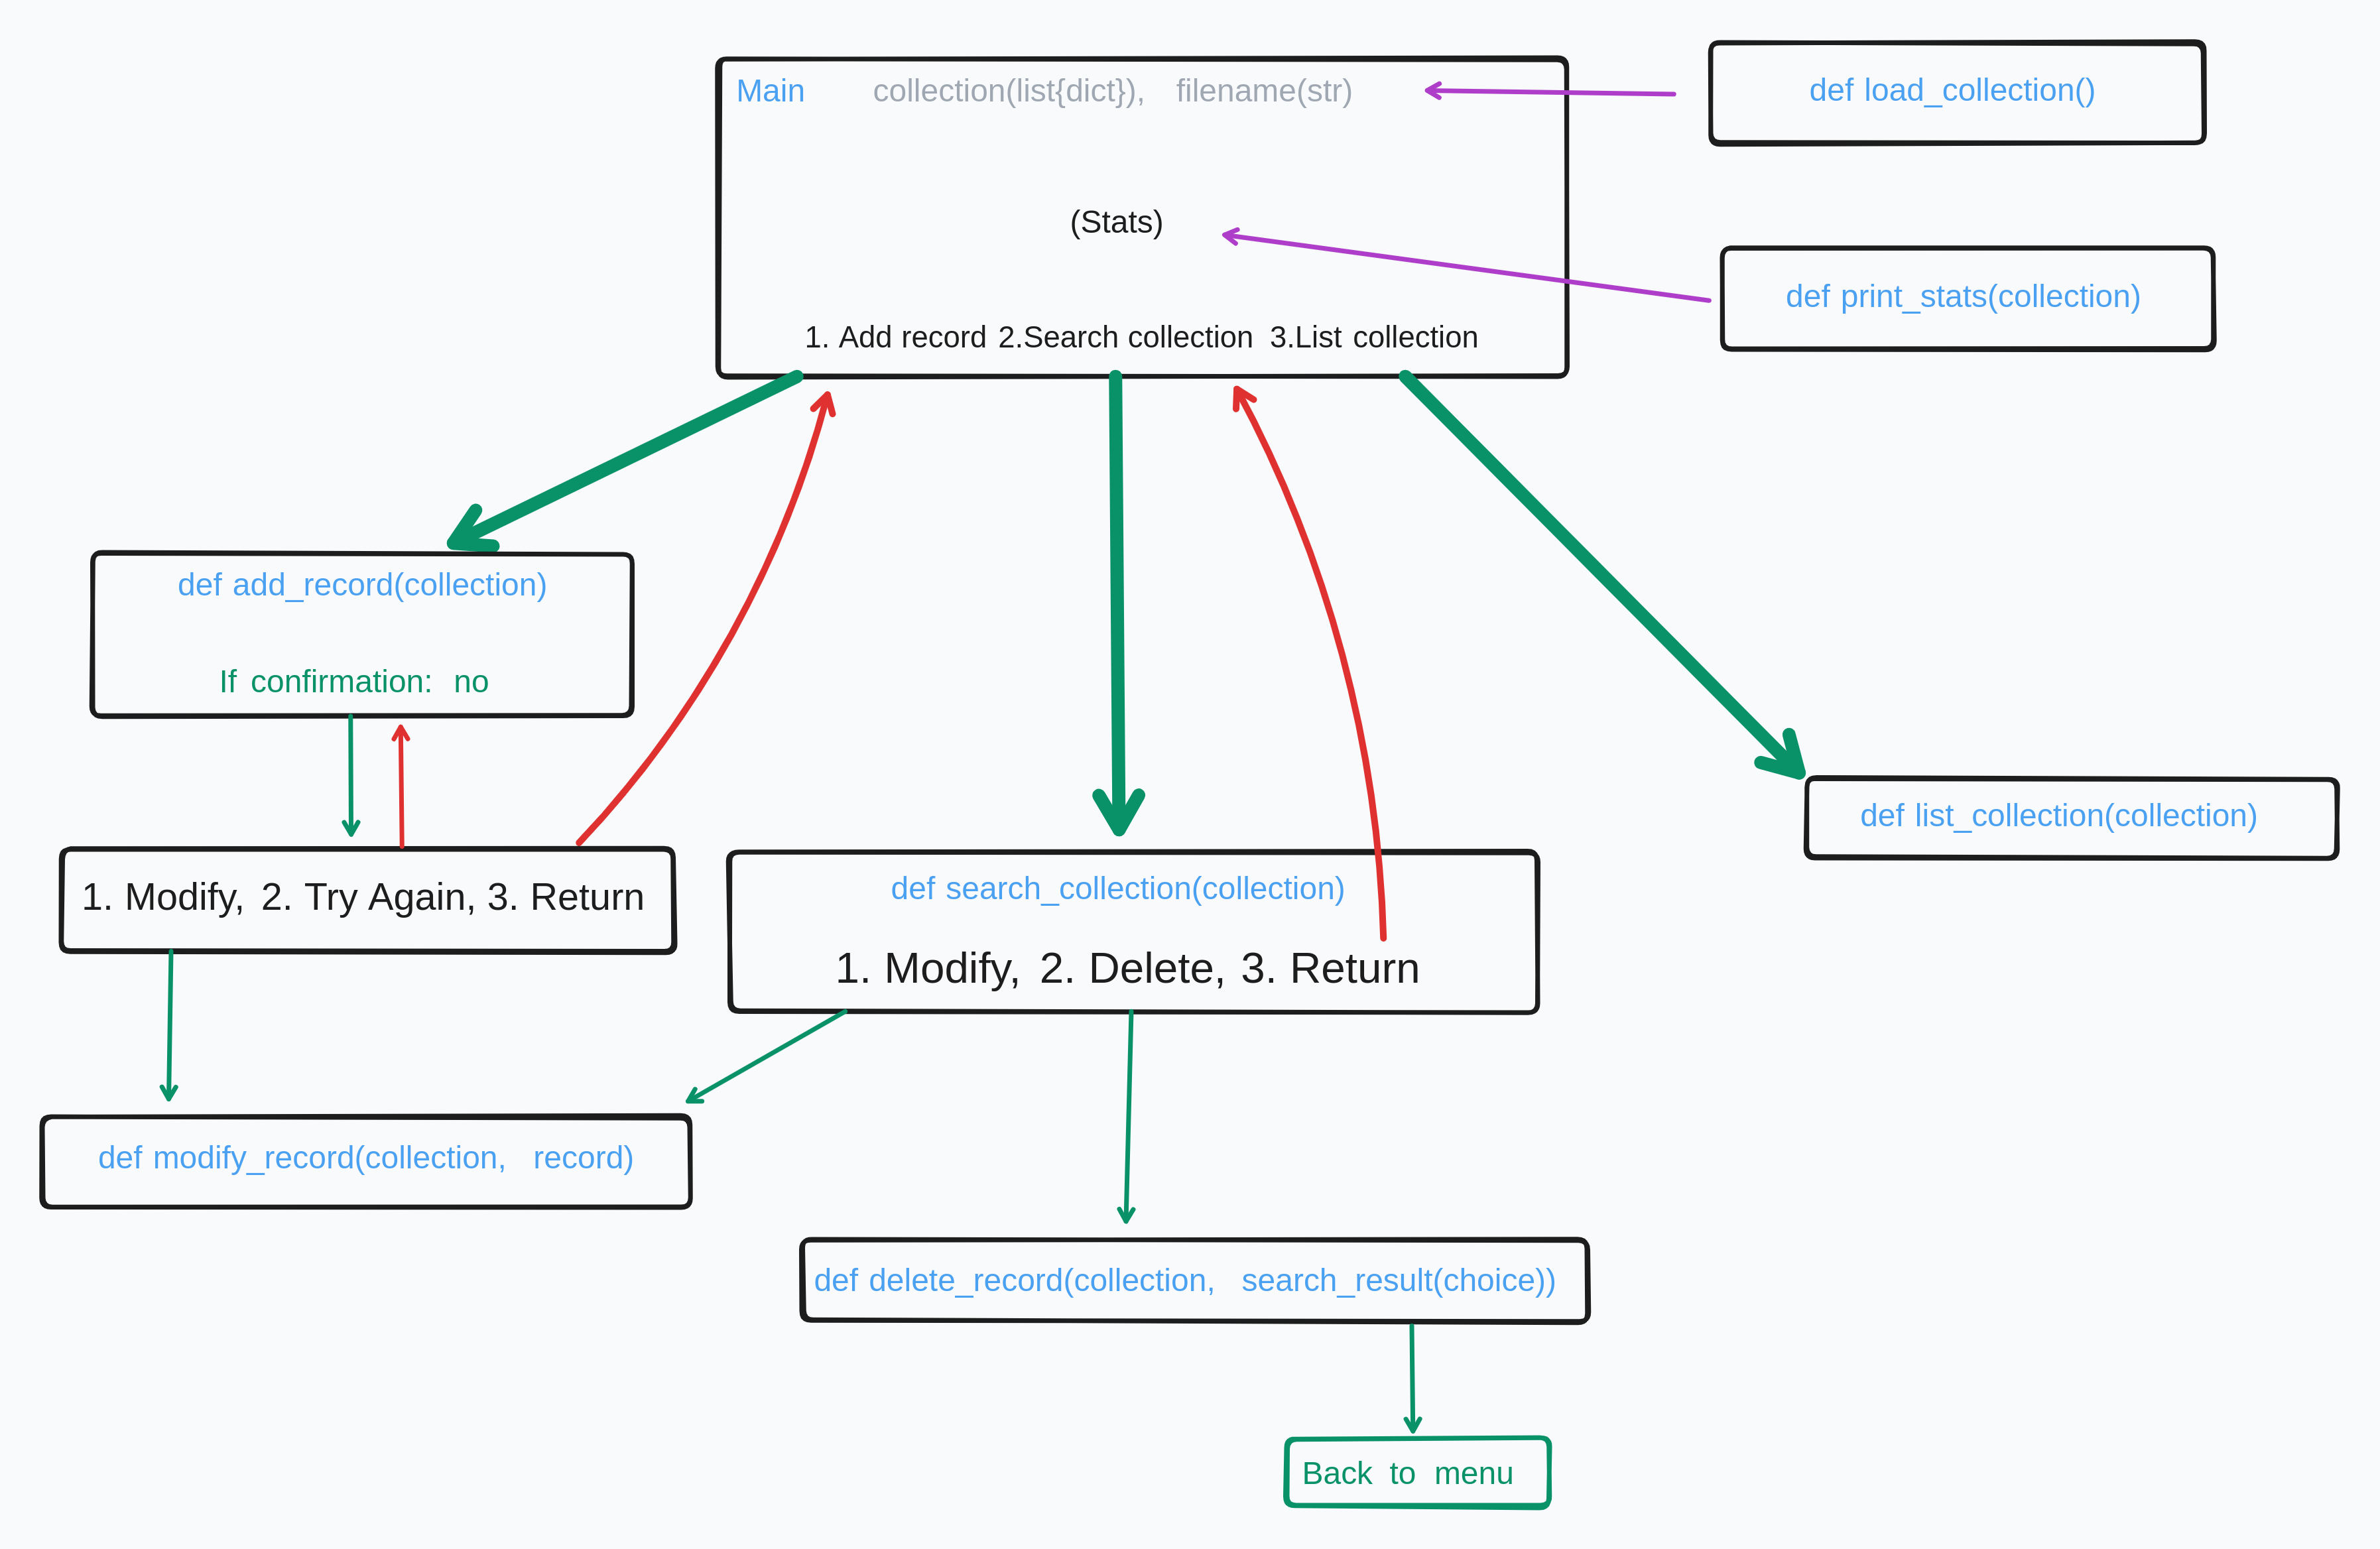 Main collection(list{dict}), filename(str)
def load_collection()
(Stats)
def print_stats(collection)
1. Add record 2.Search collection 3.List collection
def add_record(collection)
If confirmation: no
1. Modify, 2. Try Again, 3. Return
def search_collection(collection)
1. Modify, 2. Delete, 3. Return
def list_collection(collection)
def modify_record(collection, record)
def delete_record(collection, search_result(choice))
Back to menu